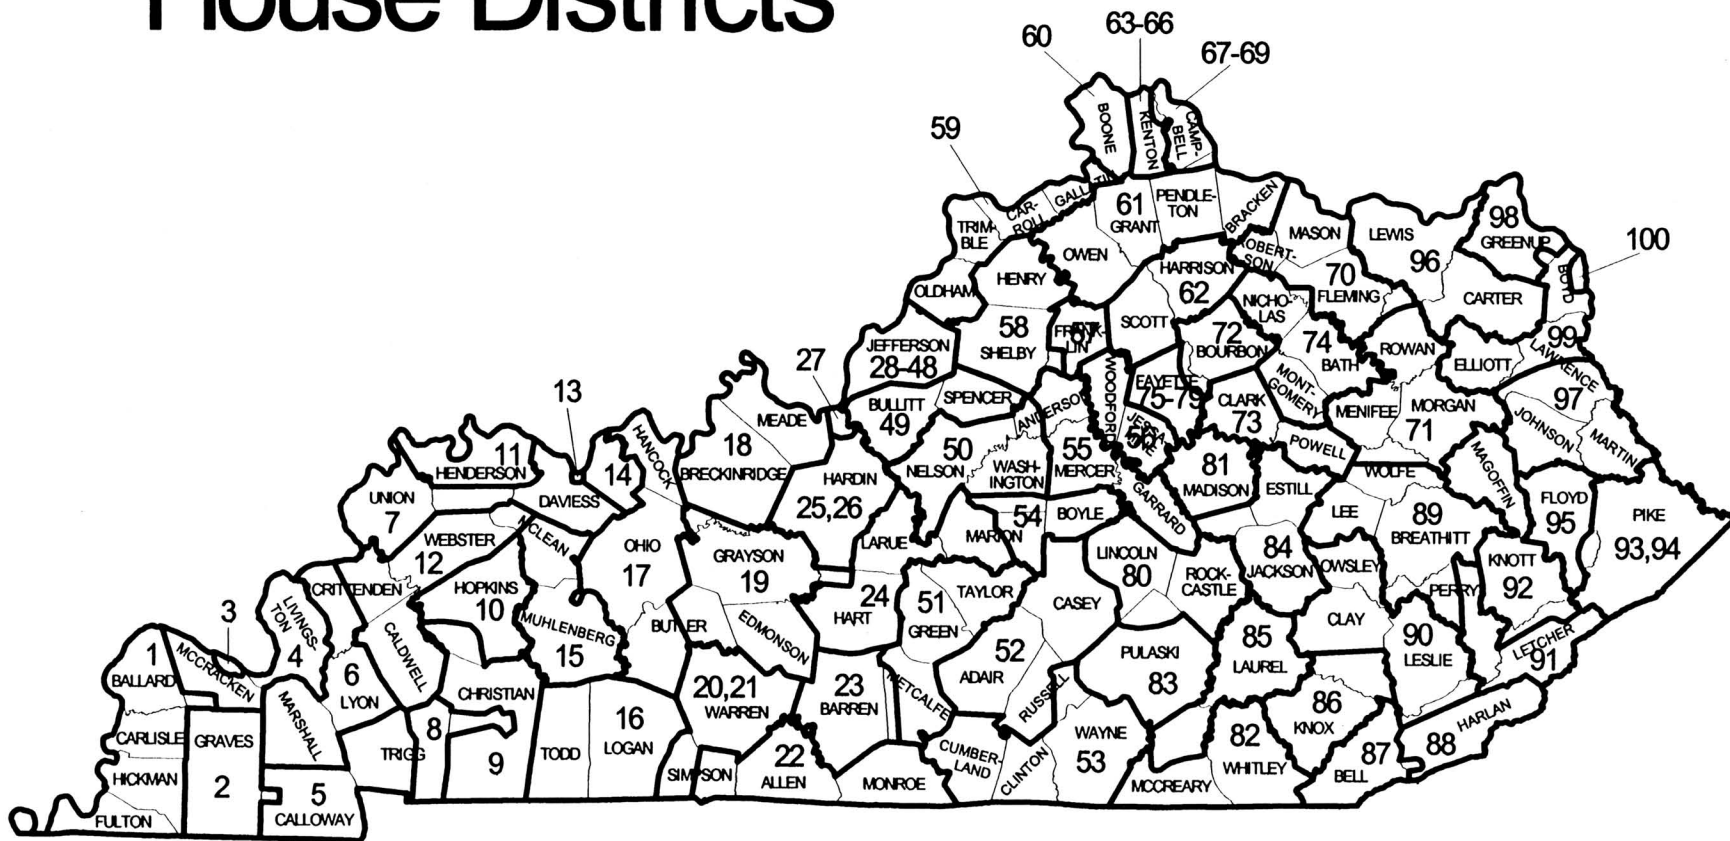 House Districts
60
63-66
67-69
59
BOONE
KENTON
CAMP-
BELL
TRIM-
BLE
CAR-
ROLL
GALL
TIN
61
GRANT
PENDLE-
TON
BRACKEN
OWEN
MASON
LEWIS
98
GREENUP
100
BOYD
ROBERT-
SON
70
FLEMING
96
CARTER
HENRY
HARRISON
62
OLDHAM
NICHO-
LAS
58
SHELBY
57
FRANK-
LIN
SCOTT
72
BOURBON
74
BATH
ROWAN
ELLIOTT
99
LAWRENCE
JEFFERSON
28-48
27
13
WOODFORD
FAYETTE
75-79
MONT-
GOMERY
97
BULLITT
49
SPENCER
ANDERSON
CLARK
73
MENIFEE
MORGAN
71
JOHNSON
MARTIN
MEADE
18
BRECKINRIDGE
HANCOCK
JESSA-
MINE
56
POWELL
MAGOFFIN
11
HENDERSON
14
DAVIESS
50
NELSON
WASH-
INGTON
55
MERCER
81
MADISON
ESTILL
WOLFE
UNION
7
HARDIN
25,26
54
MARION
BOYLE
GARRARD
LEE
89
BREATHITT
FLOYD
95
PIKE
93,94
WEBSTER
12
MCLEAN
OHIO
17
GRAYSON
19
LARUE
LINCOLN
80
ROCK-
CASTLE
84
JACKSON
OWSLEY
PERRY
KNOTT
92
CRITTENDEN
HOPKINS
10
24
HART
51
GREEN
TAYLOR
CASEY
CLAY
3
LIVINGS-
TON
4
MUHLENBERG
15
BUTLER
EDMONSON
52
ADAIR
PULASKI
83
85
LAUREL
90
LESLIE
LETCHER
91
1
BALLARD
MCCRACKEN
6
LYON
CALDWELL
CHRISTIAN
20,21
WARREN
23
BARREN
METCALFE
RUSSELL
86
KNOX
HARLAN
88
CARLISLE
GRAVES
2
MARSHALL
TRIGG
8
9
TODD
16
LOGAN
WAYNE
53
82
WHITLEY
87
BELL
HICKMAN
FULTON
5
CALLOWAY
SIMPSON
22
ALLEN
MONROE
CUMBER-
LAND
CLINTON
MCCREARY